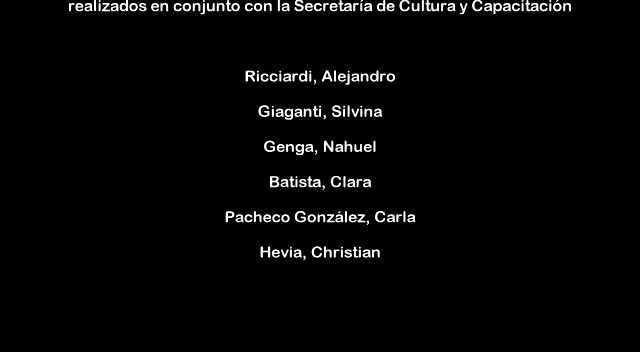 realizados en conjunto con la Secretaría de Cultura y Capacitación
Ricciardi, Alejandro
Giaganti, Silvina
Genga, Nahuel
Batista, Clara
Pacheco González, Carla
Hevia, Christian